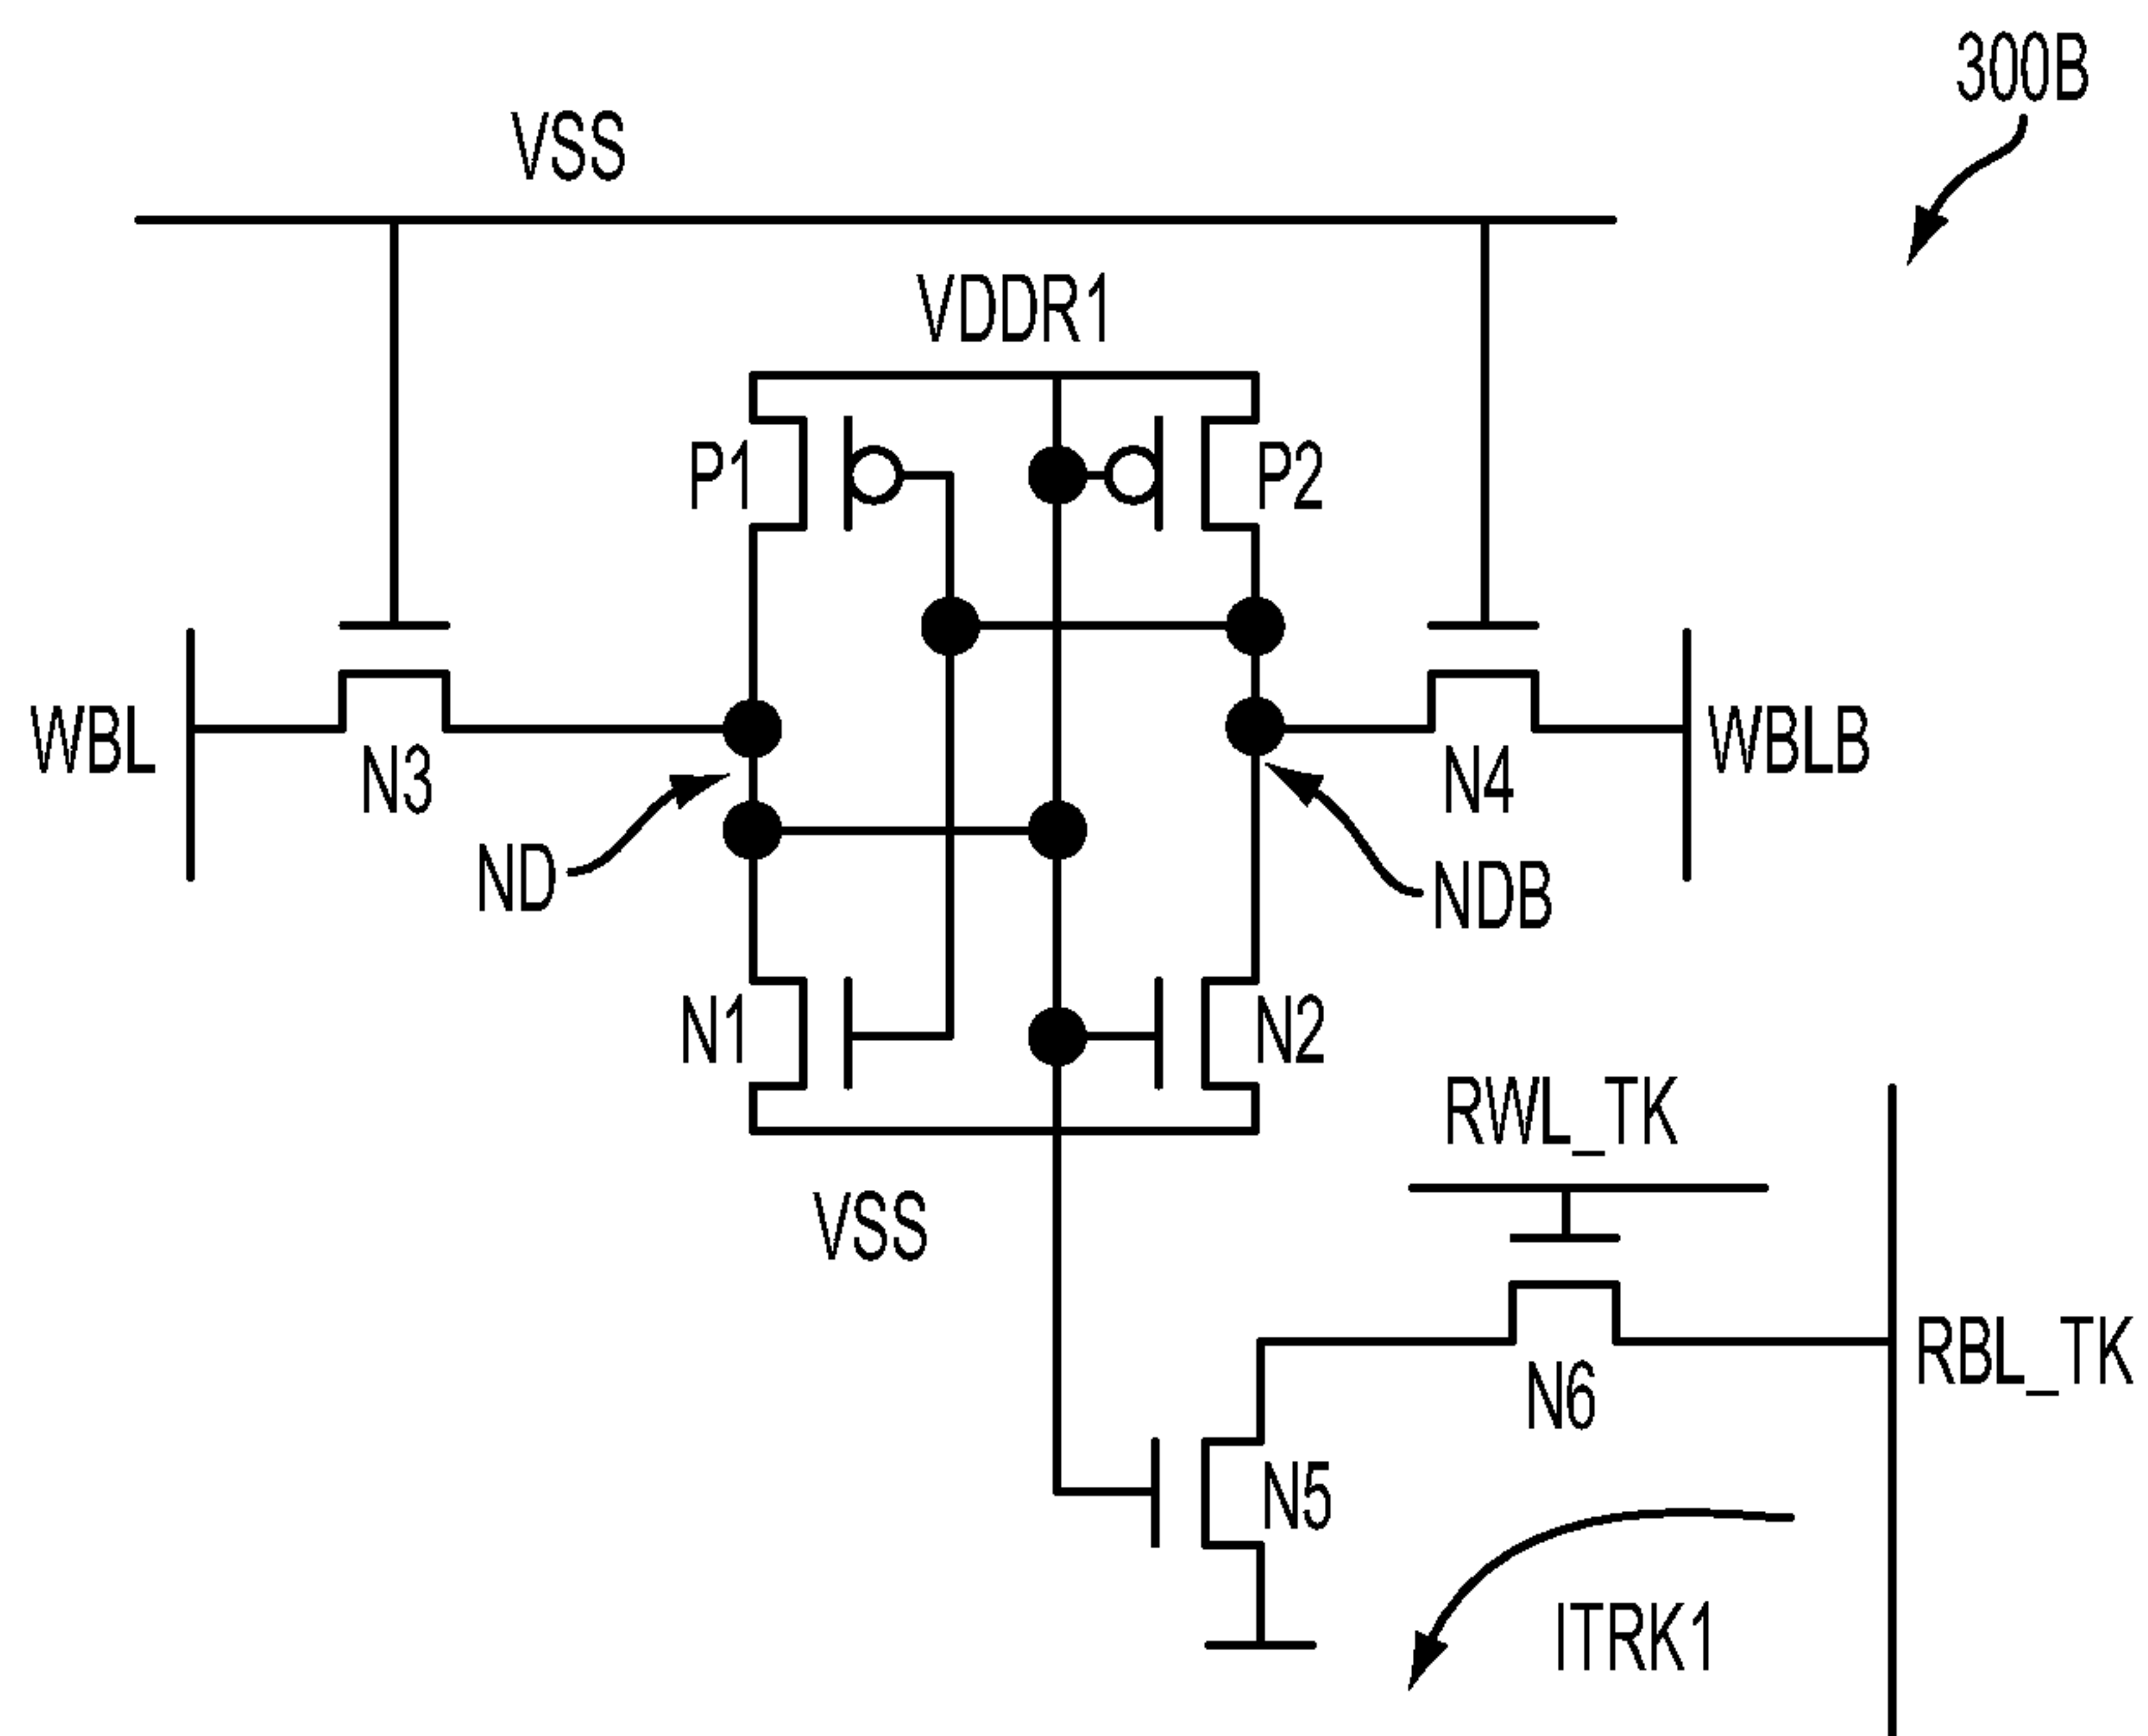 300B
VSS
VDDR1
P1
P2
WBL
N3
N4
WBLB
ND
NDB
N1
N2
RWL_TK
VSS
RBL_TK
N6
N5
ITRK1